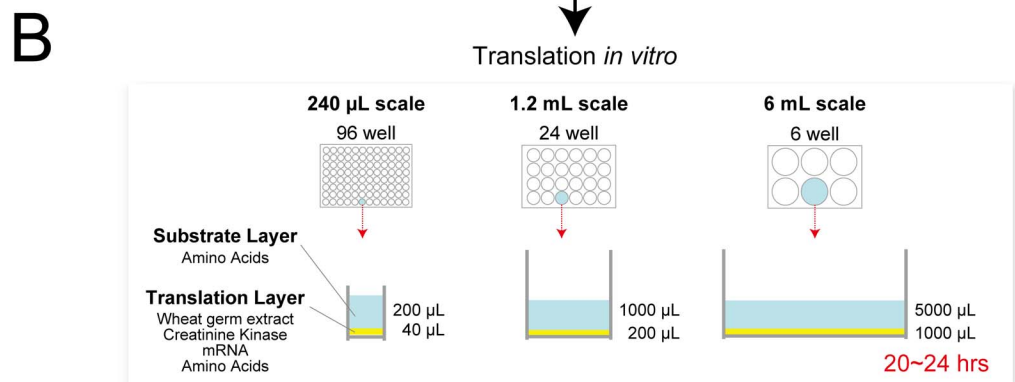 B
Translation in vitro
240 µL scale
96 well
1.2 mL scale
24 well
6 mL scale
6 well
Substrate Layer
Amino Acids
Translation Layer
Wheat germ extract
Creatinine Kinase
mRNA
Amino Acids
200 µL
40 µL
1000 µL
200 µL
5000 µL
1000 µL
20~24 hrs